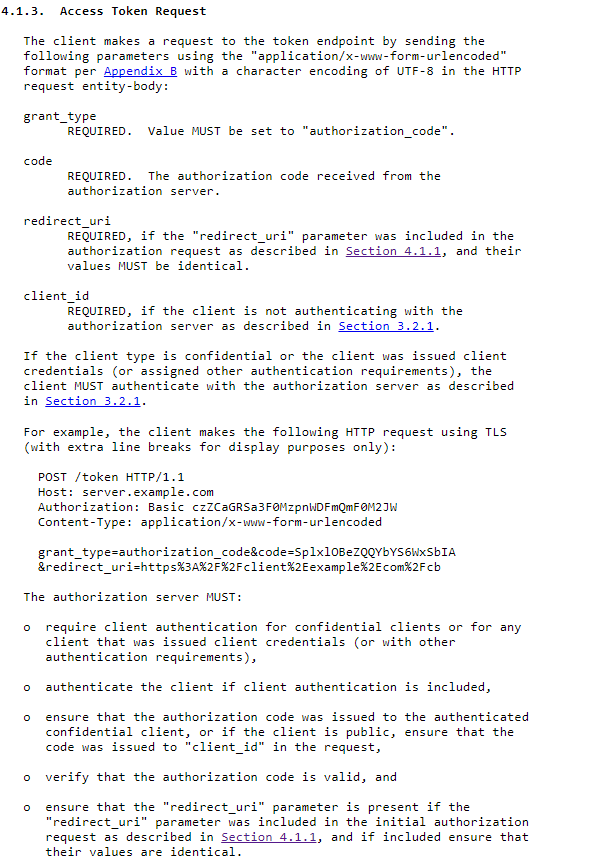 4.1.3.  Access Token Request
The client makes a request to the token endpoint by sending the
following parameters using the "application/x-www-form-urlencoded"
format per Appendix B with a character encoding of UTF-8 in the HTTP
request entity-body:
grant_type
REQUIRED.  Value MUST be set to "authorization_code".
code
REQUIRED.  The authorization code received from the
authorization server.
redirect_uri
REQUIRED, if the "redirect_uri" parameter was included in the
authorization request as described in Section 4.1.1, and their
values MUST be identical.
client_id
REQUIRED, if the client is not authenticating with the
authorization server as described in Section 3.2.1.
If the client type is confidential or the client was issued client
credentials (or assigned other authentication requirements), the
client MUST authenticate with the authorization server as described
in Section 3.2.1.
For example, the client makes the following HTTP request using TLS
(with extra line breaks for display purposes only):
POST /token HTTP/1.1
Host: server.example.com
Authorization: Basic czZCaGRSa3F0MzpnWDFmQmF0M2JW
Content-Type: application/x-www-form-urlencoded
grant_type=authorization_code&code=SplxlOBeZQQYbYS6WxSbIA
&redirect_uri=https%3A%2F%2Fclient%2Eexample%2Ecom%2Fcb
The authorization server MUST:
o  require client authentication for confidential clients or for any
client that was issued client credentials (or with other
authentication requirements),
o  authenticate the client if client authentication is included,
o  ensure that the authorization code was issued to the authenticated
confidential client, or if the client is public, ensure that the
code was issued to "client_id" in the request,
o  verify that the authorization code is valid, and
o  ensure that the "redirect_uri" parameter is present if the
"redirect_uri" parameter was included in the initial authorization
request as described in Section 4.1.1, and if included ensure that
their values are identical.